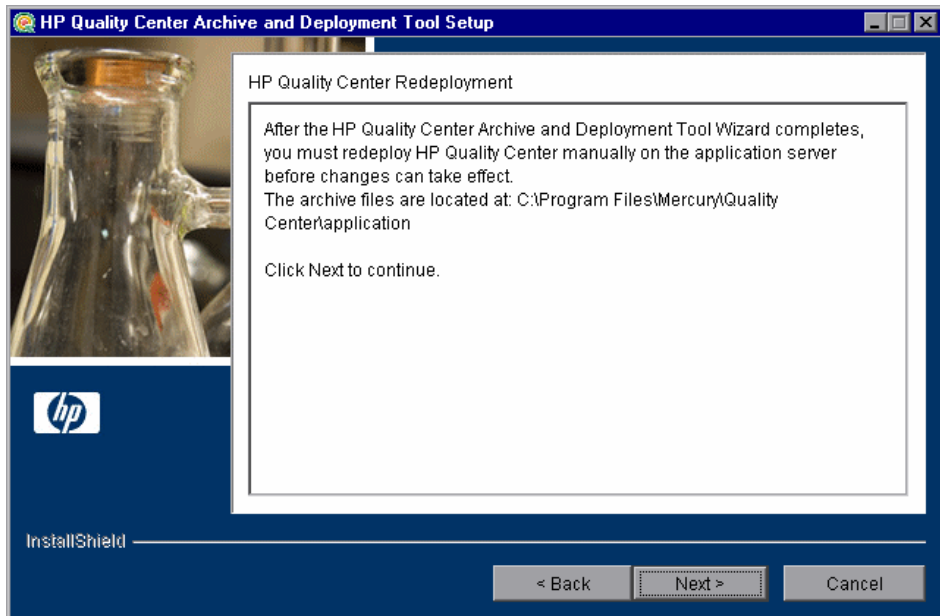 HP Quality Center Archive and Deployment Tool Setup
HP Quality Center Redeployment
After the HP Quality Center Archive and Deployment Tool Wizard completes,
you must redeploy HP Quality Center manually on the application server
before changes can take effect.
The archive files are located at: C:\Program Files\Mercury\Quality
Center\application
Click Next to continue.
hp
InstallShield
< Back
Next >
Cancel